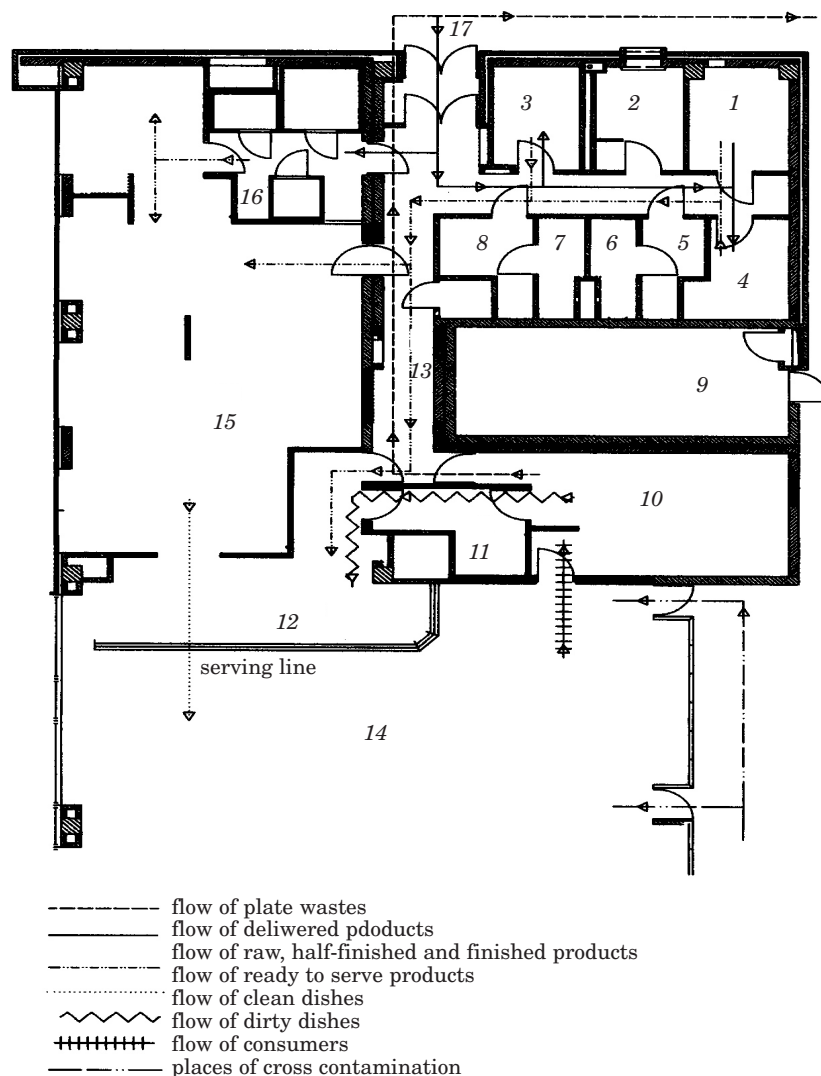 17
3
2
1
16
8
7
6
5
4
13
9
15
10
11
12
serving line
14
flow of plate wastes
flow of deliwered pdoducts
flow of raw, half-finished and finished products
flow of ready to serve products
flow of clean dishes
flow of dirty dishes
flow of consumers
places of cross contamination